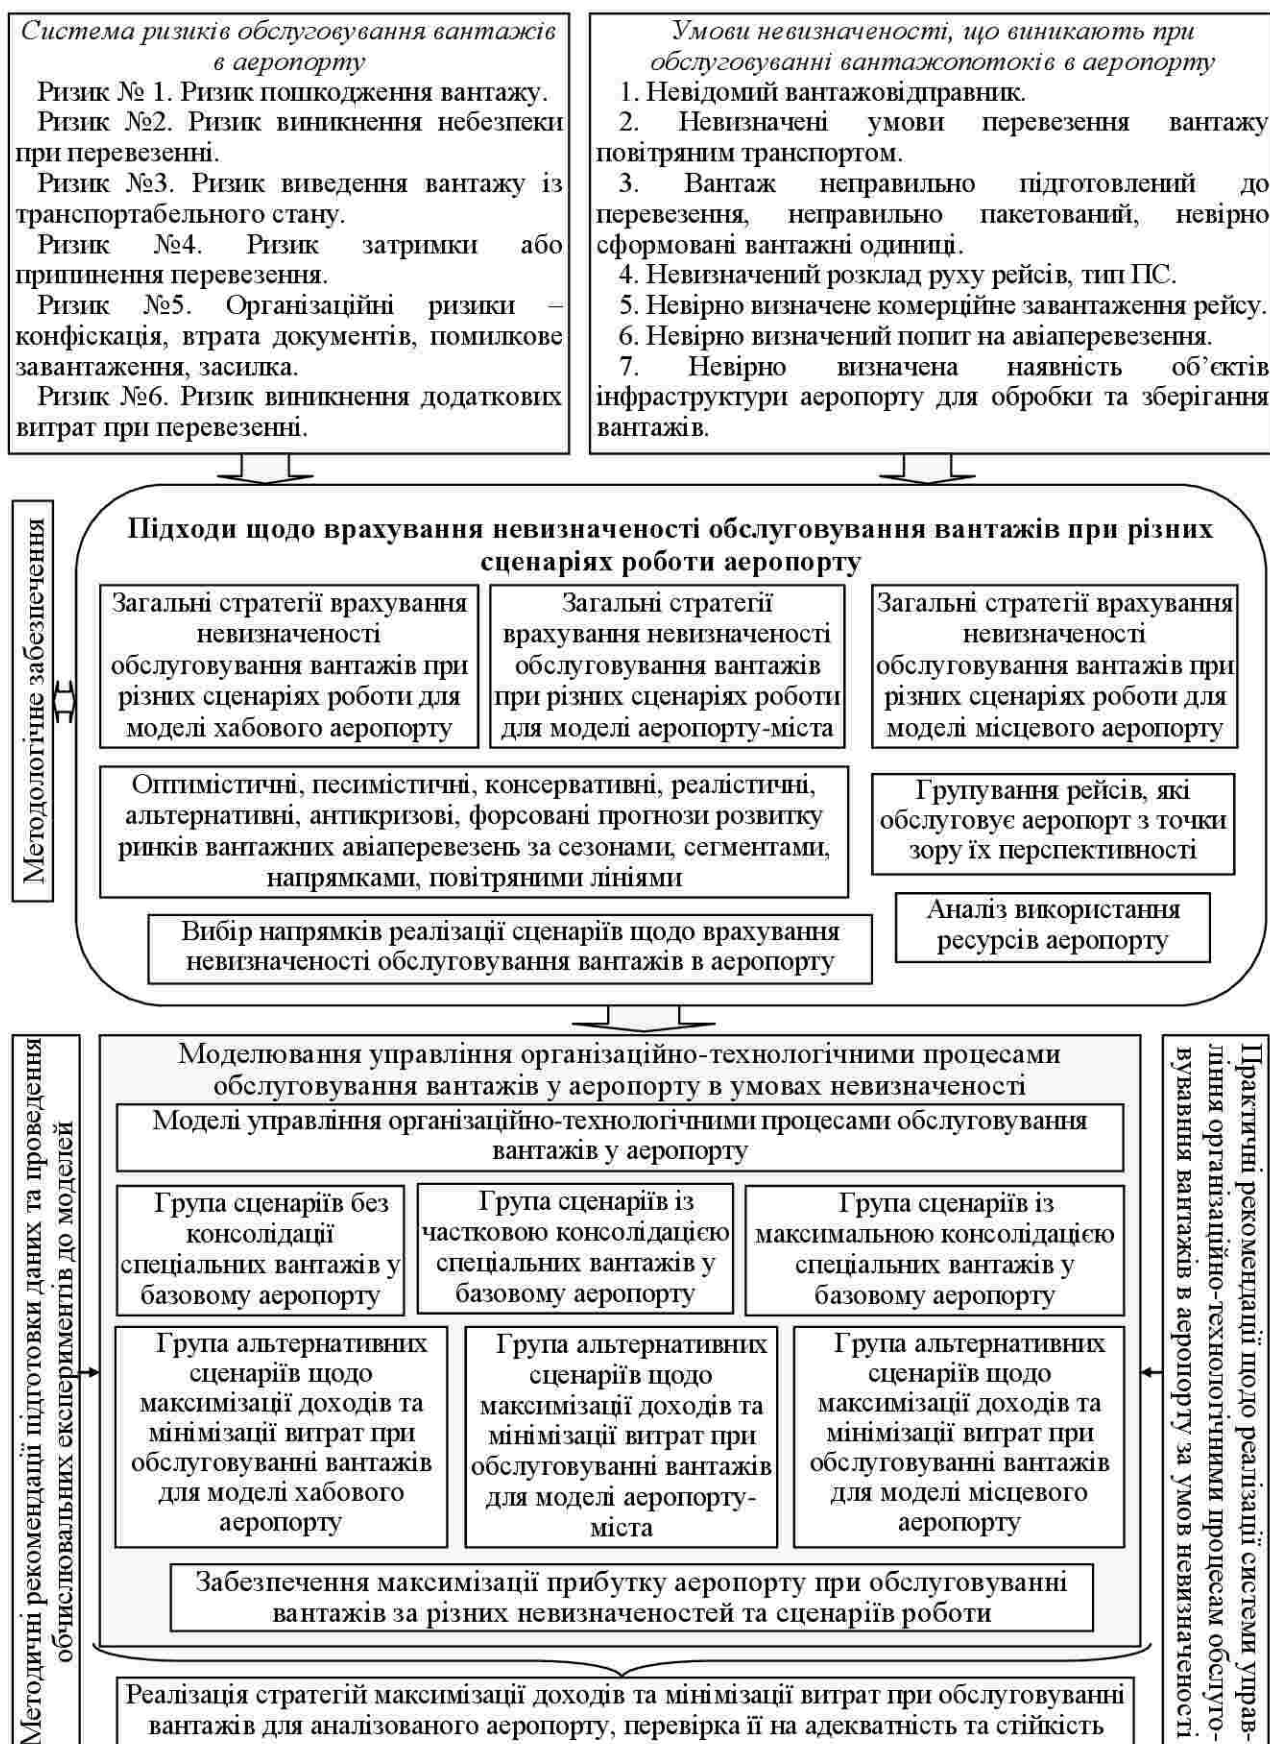 Система ризиків обслуговування вантажів
в аеропорту
Ризик № 1. Ризик пошкодження вантажу.
Ризик №2. Ризик виникнення небезпеки
при перевезенні.
Ризик №3. Ризик виведення вантажу із
транспортабельного стану.
Ризик №4. Ризик затримки або
припинення перевезення.
Ризик №5. Організаційні ризики –
конфіскація, втрата документів, помилкове
завантаження, засилка.
Ризик №6. Ризик виникнення додаткових
витрат при перевезенні.
Умови невизначеності, що виникають при
обслуговуванні вантажопотоків в аеропорту
1. Невідомий вантажовідправник.
2. Невизначені умови перевезення вантажу
повітряним транспортом.
3. Вантаж неправильно підготовлений до
перевезення, неправильно пакетований, невірно
сформовані вантажні одиниці.
4. Невизначений розклад руху рейсів, тип ПС.
5. Невірно визначене комерційне завантаження рейсу.
6. Невірно визначений попит на авіаперевезення.
7. Невірно визначена наявність об’єктів
інфраструктури аеропорту для обробки та зберігання
вантажів.
Методологічне забезпечення
Підходи щодо врахування невизначеності обслуговування вантажів при різних
сценаріях роботи аеропорту
Загальні стратегії врахування
невизначеності
обслуговування вантажів при
різних сценаріях роботи для
моделі хабового аеропорту
Загальні стратегії
врахування невизначеності
обслуговування вантажів
при різних сценаріях роботи
для моделі аеропорту-міста
Загальні стратегії врахування
невизначеності
обслуговування вантажів при
різних сценаріях роботи для
моделі місцевого аеропорту
Оптимістичні, песимістичні, консервативні, реалістичні,
альтернативні, антикризові, форсовані прогнози розвитку
ринків вантажних авіаперевезень за сезонами, сегментами,
напрямками, повітряними лініями
Групування рейсів, які
обслуговує аеропорт з точки
зору їх перспективності
Вибір напрямків реалізації сценаріїв щодо врахування
невизначеності обслуговування вантажів в аеропорту
Аналіз використання
ресурсів аеропорту
Методичні рекомендації підготовки даних та проведення
обчислювальних експериментів до моделей
Моделювання управління організаційно-технологічними процесами
обслуговування вантажів у аеропорту в умовах невизначеності
Моделі управління організаційно-технологічними процесами обслуговування
вантажів у аеропорту
Група сценаріїв без
консолідації
спеціальних вантажів у
базовому аеропорту
Група сценаріїв із
частковою консолідацією
спеціальних вантажів у
базовому аеропорту
Група сценаріїв із
максимальною консолідацією
спеціальних вантажів у
базовому аеропорту
Група альтернативних
сценаріїв щодо
максимізації доходів та
мінімізації витрат при
обслуговуванні вантажів
для моделі хабового
аеропорту
Група альтернативних
сценаріїв щодо
максимізації доходів та
мінімізації витрат при
обслуговуванні вантажів
для моделі аеропорту-
міста
Група альтернативних
сценаріїв щодо
максимізації доходів та
мінімізації витрат при
обслуговуванні вантажів
для моделі місцевого
аеропорту
Забезпечення максимізації прибутку аеропорту при обслуговуванні
вантажів за різних невизначеностей та сценаріїв роботи
Практичні рекомендації щодо реалізації системи управ-
ління організаційно-технологічними процесам обслуго-
вування вантажів в аеропорту за умов невизначеності
Реалізація стратегій максимізації доходів та мінімізації витрат при обслуговуванні
вантажів для аналізованого аеропорту, перевірка її на адекватність та стійкість